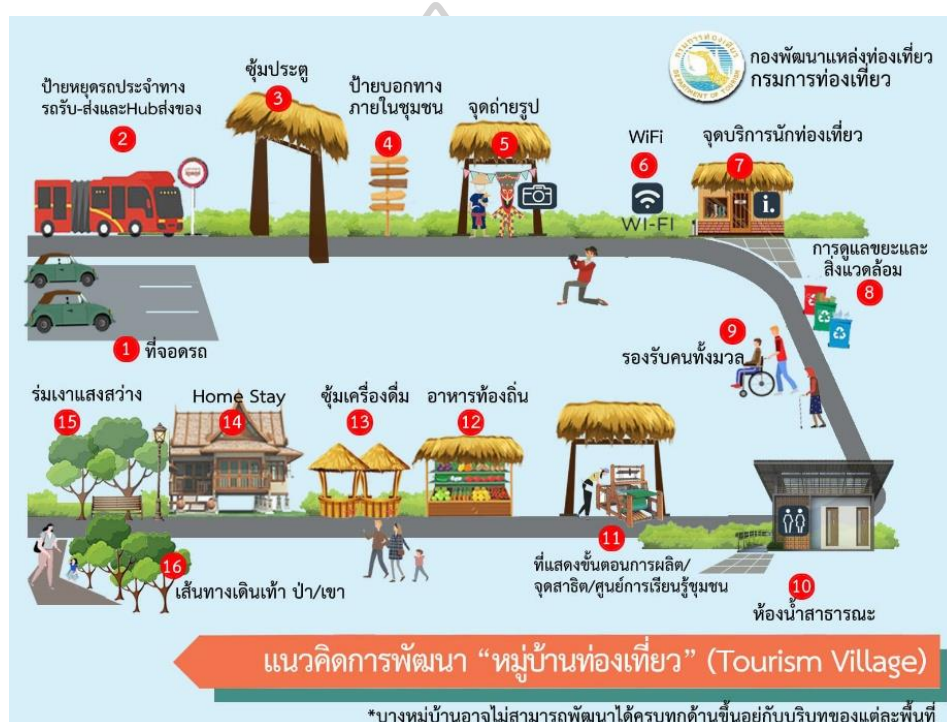 กรมการท่องเที่ยว
DEPARTMENT OF TOURISM
กองพัฒนาแหล่งท่องเที่ยว
กรมการท่องเที่ยว
ป้ายหยุดรถประจำทาง
รถรับ-ส่งและHubส่งของ
2
ซุ้มประตู
3
ป้ายบอกทาง
ภายในชุมชน
4
จุดถ่ายรูป
5
WiFi
6
WI-FI
จุดบริการนักท่องเที่ยว
7
i.
การดูแลขยะและ
สิ่งแวดล้อม
8
9
รองรับคนทั้งมวล
1 ที่จอดรถ
ร่มเงาแสงสว่าง
15
Home Stay
14
ซุ้มเครื่องดื่ม
13
อาหารท้องถิ่น
12
11
ที่แสดงขั้นตอนการผลิต/
จุดสาธิต/ศูนย์การเรียนรู้ชุมชน
10
ห้องน้ำสาธารณะ
16
เส้นทางเดินเท้า ป่า/เขา
แนวคิดการพัฒนา “หมู่บ้านท่องเที่ยว” (Tourism Village)
*บางหมู่บ้านอาจไม่สามารถพัฒนาได้ครบทุกด้านขึ้นอยู่กับบริบทของแต่ละพื้นที่